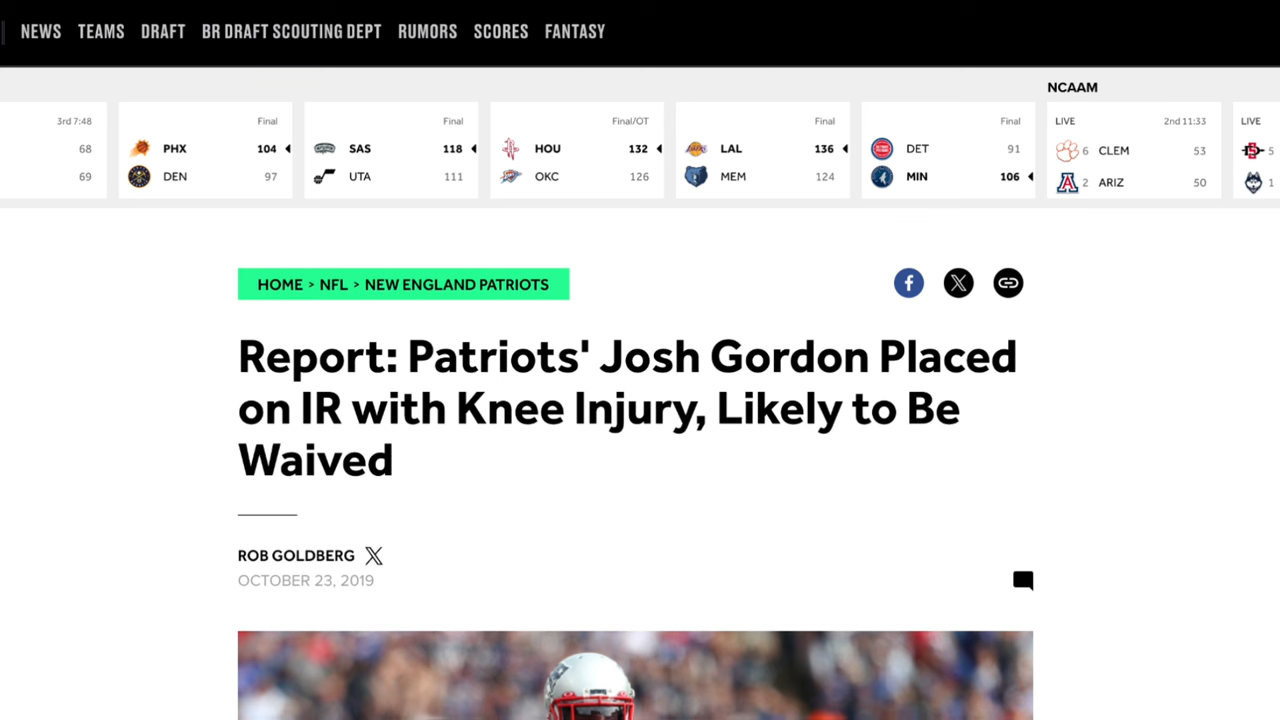 NEWS TEAMS DRAFT BR DRAFT SCOUTING DEPT RUMORS SCORES FANTASY
NCAAM
3rd 7:48 Final Final Final/OT Final Final LIVE 2nd 11:33 LIVE
68 PHX 104 SAS 118 HOU 132 LAL 136 DET 91 6 CLEM 53 5
69 DEN 97 UTA 111 OKC 126 MEM 124 MIN 106 2 ARIZ 50 1
HOME > NFL > NEW ENGLAND PATRIOTS
Report: Patriots' Josh Gordon Placed
on IR with Knee Injury, Likely to Be
Waived
ROB GOLDBERG
OCTOBER 23, 2019